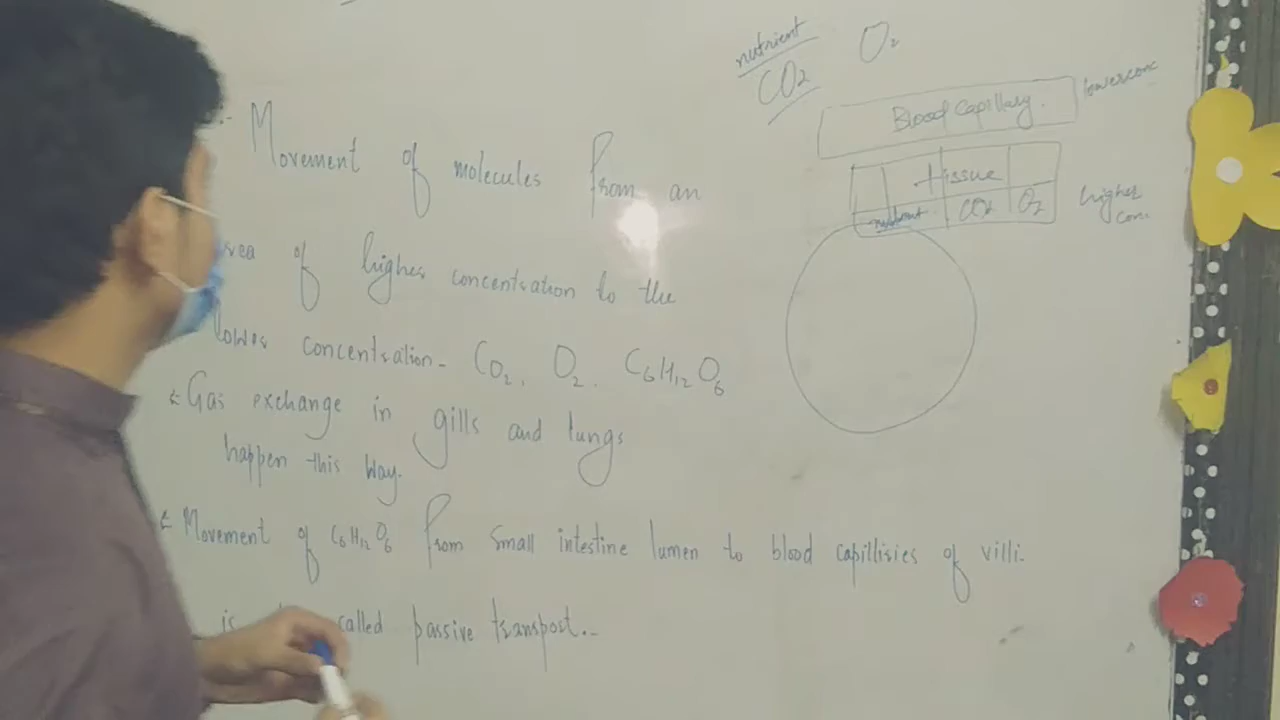 Movement of molecules from an
area of higher concentration to the
lower concentration- CO2, O2. C6H12O6
Gas exchange in gills and lungs
happen this way.
Movement of C6H12O6 from small intestine lumen to blood capillisies of villi.
is called passive transport..
nutrient O2
CO2
Blood Capillary. lower conc
tissue
nutrient CO2 O2 higher
con.